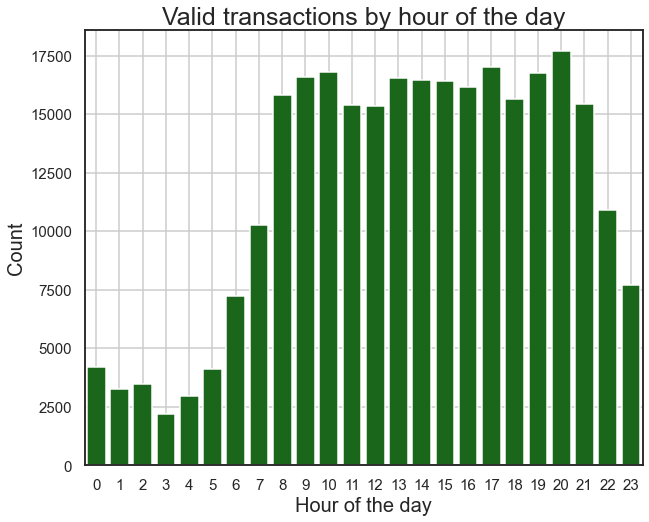 Valid transactions by hour of the day
17500
15000
12500
10000
7500
5000
2500
0
Count
0 1 2 3 4 5 6 7 8 9 10 11 12 13 14 15 16 17 18 19 20 21 22 23
Hour of the day